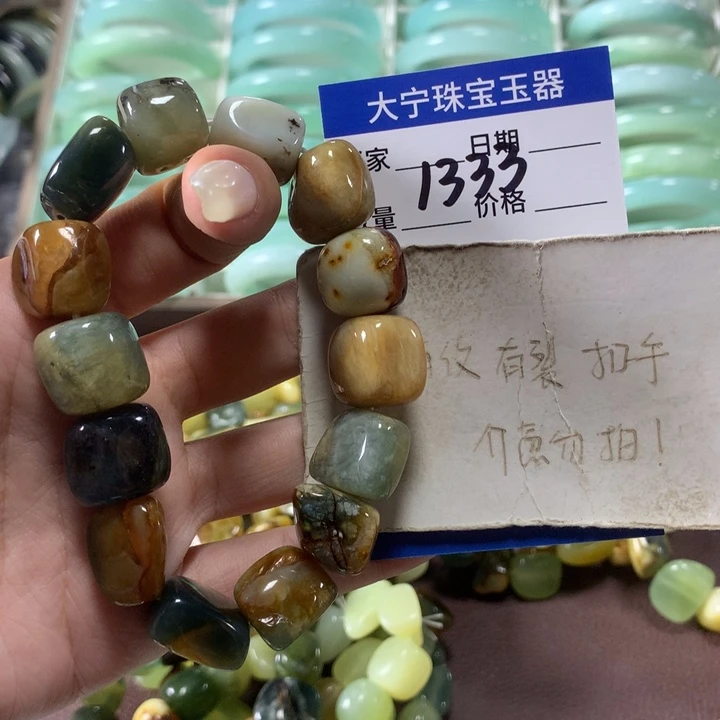 大宁珠宝玉器
家 日期
1333
量 价格
纹 有裂 扣手
介意勿拍!